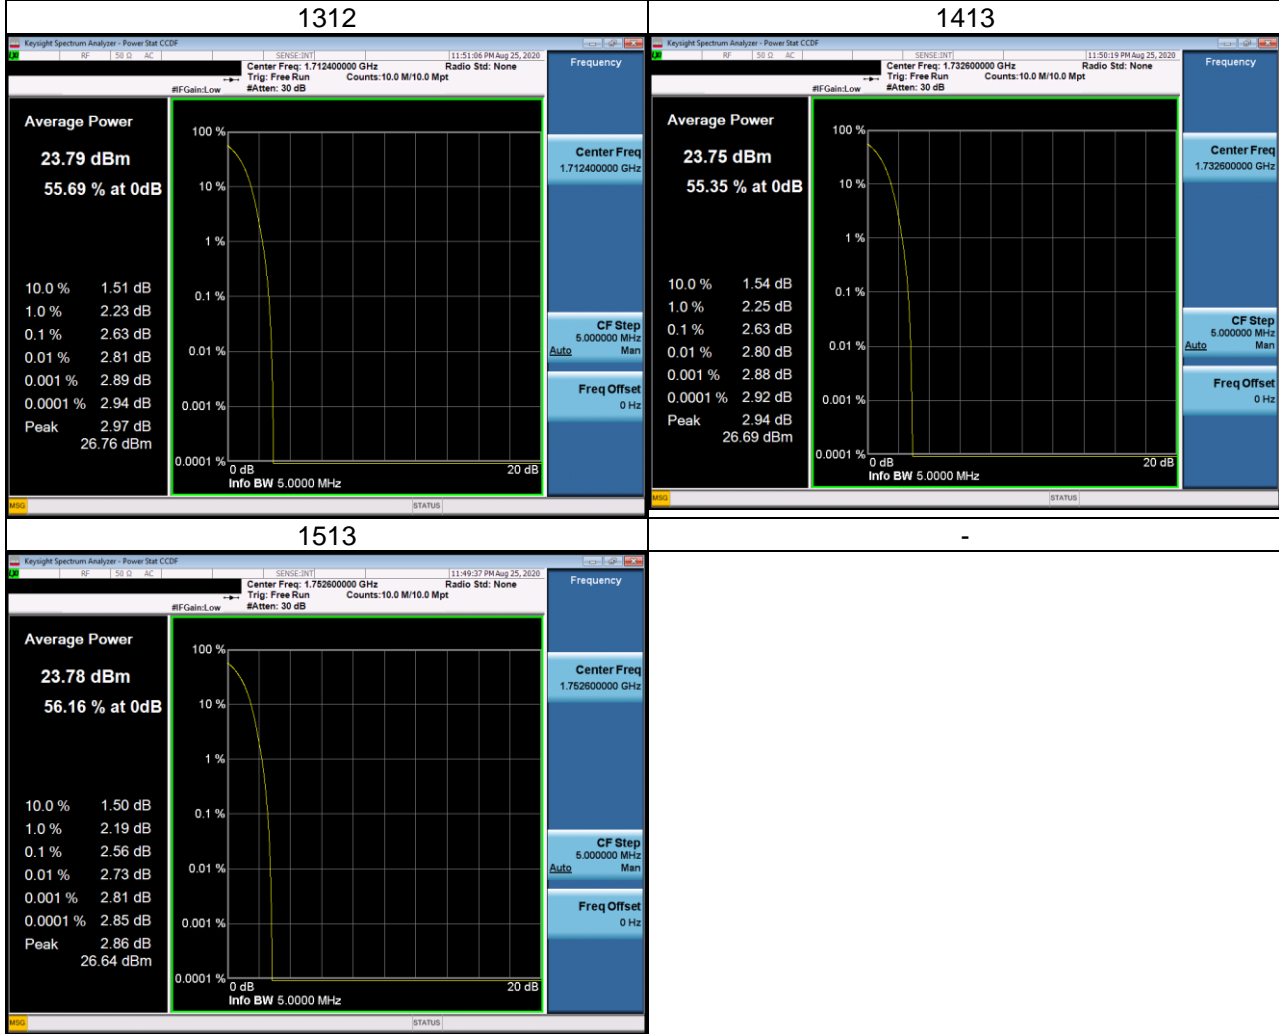 1312
1413
Keysight Spectrum Analyzer - Power Stat CCDF
RF 50 Ω AC SENSE:INT 11:51:06 PM Aug 25, 2020
Center Freq: 1.712400000 GHz Radio Std: None
Trig: Free Run Counts:10.0 M/10.0 Mpt
#IFGain:Low #Atten: 30 dB
Frequency
Average Power
23.79 dBm
55.69 % at 0dB
10.0 % 1.51 dB
1.0 % 2.23 dB
0.1 % 2.63 dB
0.01 % 2.81 dB
0.001 % 2.89 dB
0.0001 % 2.94 dB
Peak 2.97 dB
26.76 dBm
100 %
10 %
1 %
0.1 %
0.01 %
0.001 %
0.0001 %
0 dB 20 dB
Info BW 5.0000 MHz
Center Freq
1.712400000 GHz
CF Step
5.000000 MHz
Auto Man
Freq Offset
0 Hz
MSG STATUS
Keysight Spectrum Analyzer - Power Stat CCDF
RF 50 Ω AC SENSE:INT 11:50:19 PM Aug 25, 2020
Center Freq: 1.732600000 GHz Radio Std: None
Trig: Free Run Counts:10.0 M/10.0 Mpt
#IFGain:Low #Atten: 30 dB
Frequency
Average Power
23.75 dBm
55.35 % at 0dB
10.0 % 1.54 dB
1.0 % 2.25 dB
0.1 % 2.63 dB
0.01 % 2.80 dB
0.001 % 2.88 dB
0.0001 % 2.92 dB
Peak 2.94 dB
26.69 dBm
100 %
10 %
1 %
0.1 %
0.01 %
0.001 %
0.0001 %
0 dB 20 dB
Info BW 5.0000 MHz
Center Freq
1.732600000 GHz
CF Step
5.000000 MHz
Auto Man
Freq Offset
0 Hz
MSG STATUS
1513
-
Keysight Spectrum Analyzer - Power Stat CCDF
RF 50 Ω AC SENSE:INT 11:49:37 PM Aug 25, 2020
Center Freq: 1.752600000 GHz Radio Std: None
Trig: Free Run Counts:10.0 M/10.0 Mpt
#IFGain:Low #Atten: 30 dB
Frequency
Average Power
23.78 dBm
56.16 % at 0dB
10.0 % 1.50 dB
1.0 % 2.19 dB
0.1 % 2.56 dB
0.01 % 2.73 dB
0.001 % 2.81 dB
0.0001 % 2.85 dB
Peak 2.86 dB
26.64 dBm
100 %
10 %
1 %
0.1 %
0.01 %
0.001 %
0.0001 %
0 dB 20 dB
Info BW 5.0000 MHz
Center Freq
1.752600000 GHz
CF Step
5.000000 MHz
Auto Man
Freq Offset
0 Hz
MSG STATUS